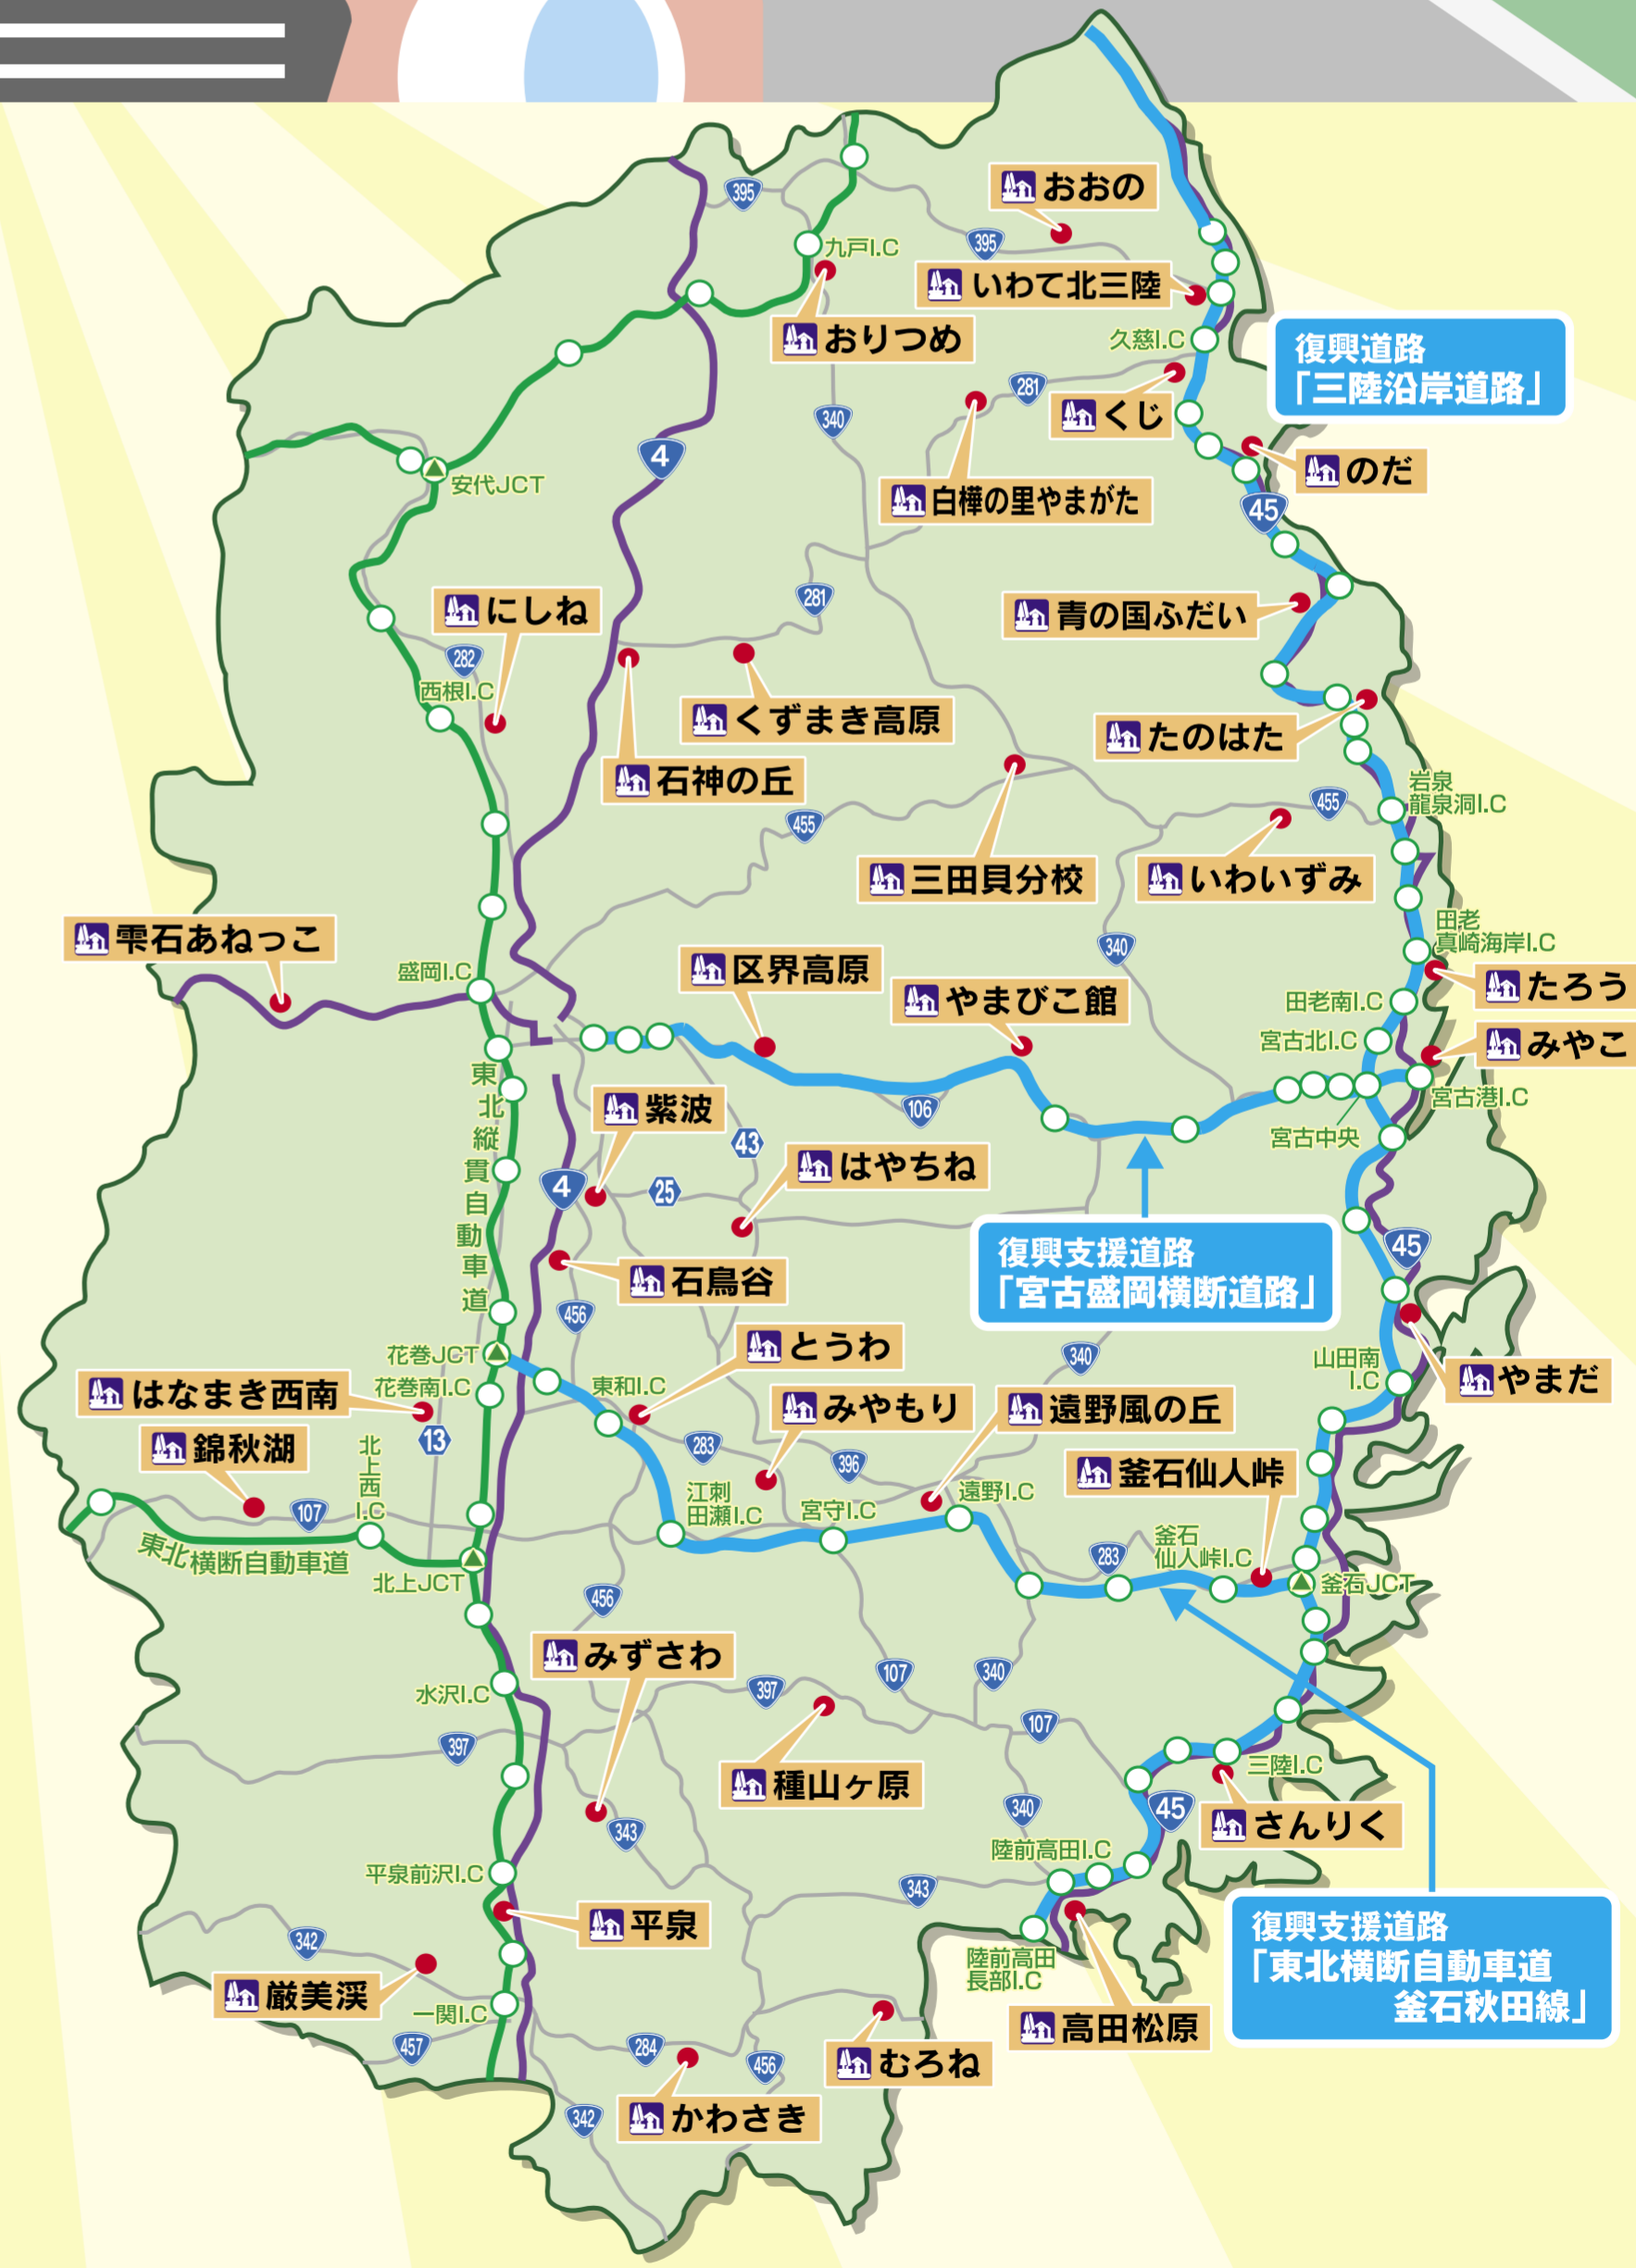 395
おおの
395
九戸I.C
いわて北三陸
おりつめ
久慈I.C
復興道路
「三陸沿岸道路」
281
340
くじ
4
のだ
安代JCT
白樺の里やまがた
45
281
にしね
青の国ふだい
282
西根I.C
くずまき高原
たのはた
石神の丘
岩泉
龍泉洞I.C
455
455
三田貝分校
いわいずみ
雫石あねっこ
田老
真崎海岸I.C
340
盛岡I.C
区界高原
たろう
やまびこ館
田老南I.C
宮古北I.C
みやこ
東北縦貫自動車道
紫波
106
宮古港I.C
43
宮古中央
はやちね
4
25
復興支援道路
「宮古盛岡横断道路」
45
石鳥谷
456
とうわ
340
花巻JCT
山田南
I.C
はなまき西南
花巻南I.C
東和I.C
やまだ
みやもり
遠野風の丘
13
錦秋湖
北上西I.C
283
396
釜石仙人峠
107
江刺
田瀬I.C
宮守I.C
遠野I.C
東北横断自動車道
釜石
仙人峠I.C
283
北上JCT
釜石JCT
456
みずさわ
107
340
水沢I.C
397
397
107
種山ヶ原
三陸I.C
343
340
45
さんりく
陸前高田I.C
平泉前沢I.C
343
平泉
復興支援道路
「東北横断自動車道
釜石秋田線」
342
陸前高田
長部I.C
厳美渓
一関I.C
高田松原
457
284
456
むろね
かわさき
342